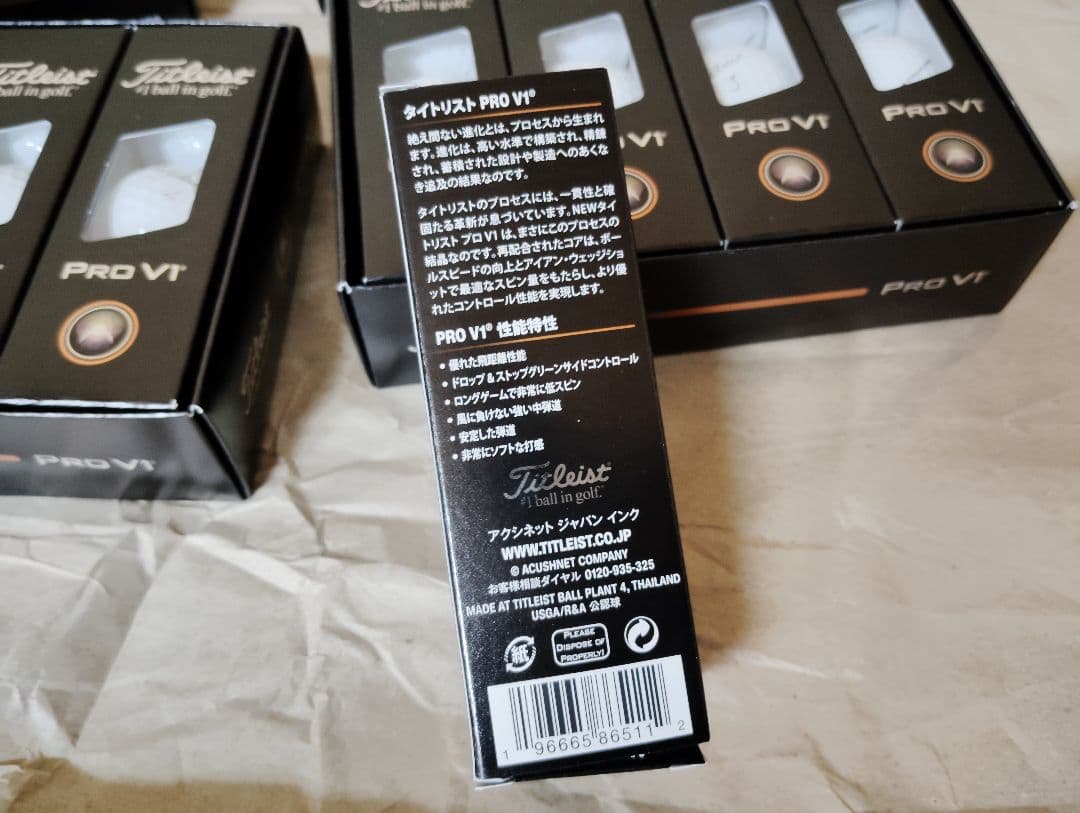 Titleist
#1 ball in golf.
PRO V1
PRO V1
#1 ball in golf.
PRO V1
PRO V1
PRO V1
タイトリスト PRO V1®
絶え間ない進化とは、プロセスから生まれ
ます。進化は、高い水準で構築され、精錬
され、蓄積された設計や製造へのあくな
き追及の結果なのです。
タイトリストのプロセスには、一貫性と確
固たる革新が息づいています。NEWタイ
トリスト プロV1 は、まさにこのプロセスの
結晶なのです。再配合されたコアは、ボー
ルスピードの向上とアイアン・ウェッジショ
ットで最適なスピン量をもたらし、より優
れたコントロール性能を実現します。
PRO V1® 性能特性
• 優れた飛距離性能
• ドロップ & ストップグリーンサイドコントロール
• ロングゲームで非常に低スピン
• 風に負けない強い中弾道
• 安定した弾道
• 非常にソフトな打感
Titleist®
#1 ball in golf.™
アクシネット ジャパン インク
WWW.TITLEIST.CO.JP
© ACUSHNET COMPANY
お客様相談ダイヤル 0120-935-325
MADE AT TITLEIST BALL PLANT 4, THAILAND
USGA/R&A 公認球
紙
PLEASE
DISPOSE OF
PROPERLY!
1 96665 86511 2